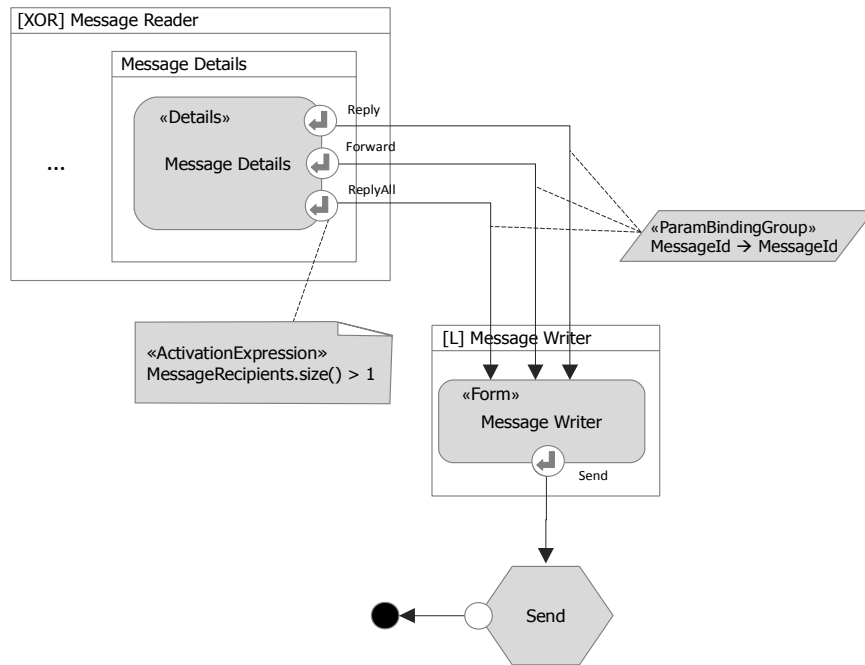 [XOR] Message Reader
Message Details
«Details»
Message Details
...
Reply
Forward
ReplyAll
«ParamBindingGroup»
MessageId → MessageId
«ActivationExpression»
MessageRecipients.size() > 1
[L] Message Writer
«Form»
Message Writer
Send
Send